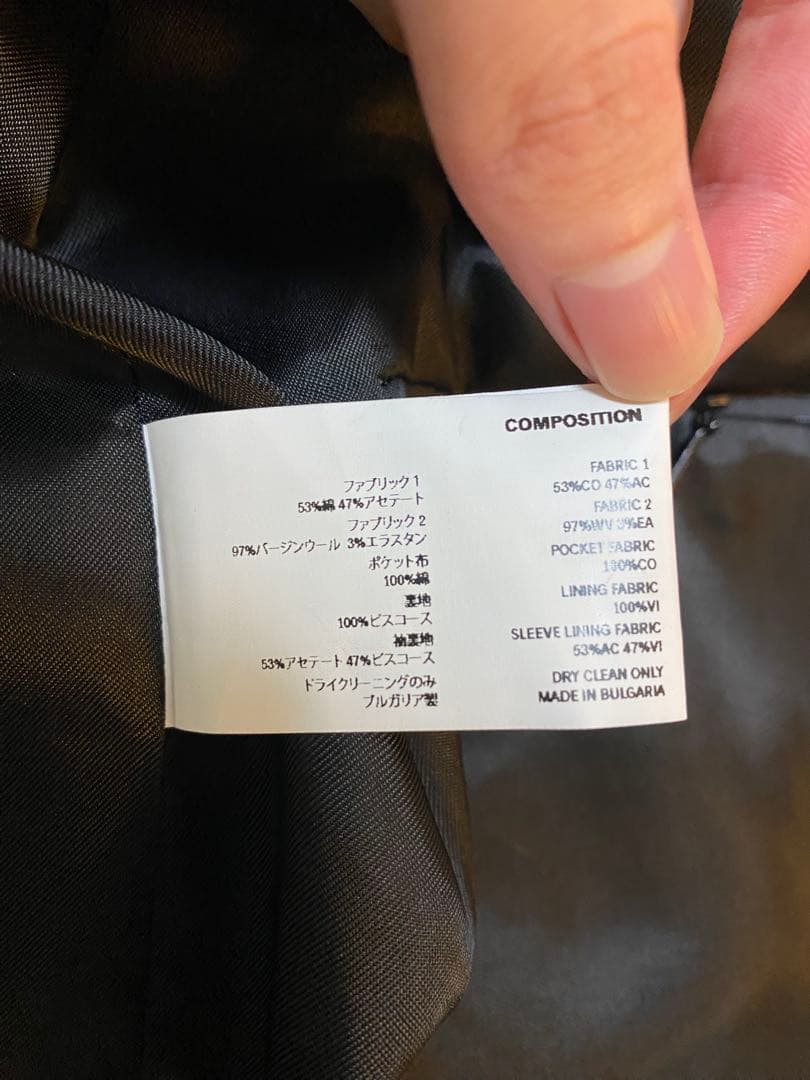 COMPOSITION
ファブリック 1
53%綿 47%アセテート
ファブリック 2
97%バージンウール 3%エラスタン
ポケット布
100%綿
裏地
100%ビスコース
袖裏地
53%アセテート 47%ビスコース
ドライクリーニングのみ
ブルガリア製
FABRIC 1
53%CO 47%AC
FABRIC 2
97%WV 3%EA
POCKET FABRIC
100%CO
LINING FABRIC
100%VI
SLEEVE LINING FABRIC
53%AC 47%VI
DRY CLEAN ONLY
MADE IN BULGARIA